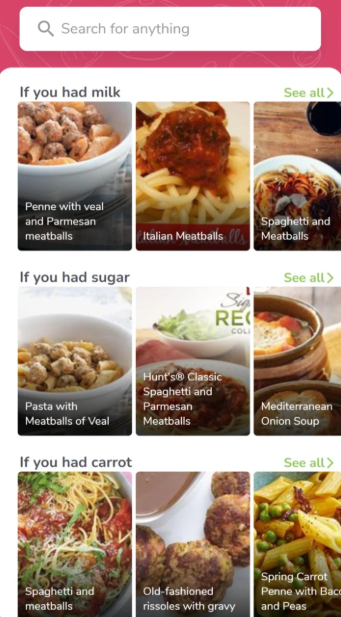 Search for anything
If you had milk
See all
Penne with veal
and Parmesan
meatballs
Italian Meatballs
Spaghetti and
Meatballs
If you had sugar
See all
Pasta with
Meatballs of Veal
Hunt's® Classic
Spaghetti and
Parmesan
Meatballs
Mediterranean
Onion Soup
If you had carrot
See all
Spaghetti and
meatballs
Old-fashioned
rissoles with gravy
Spring Carrot
Penne with Bac
and Peas